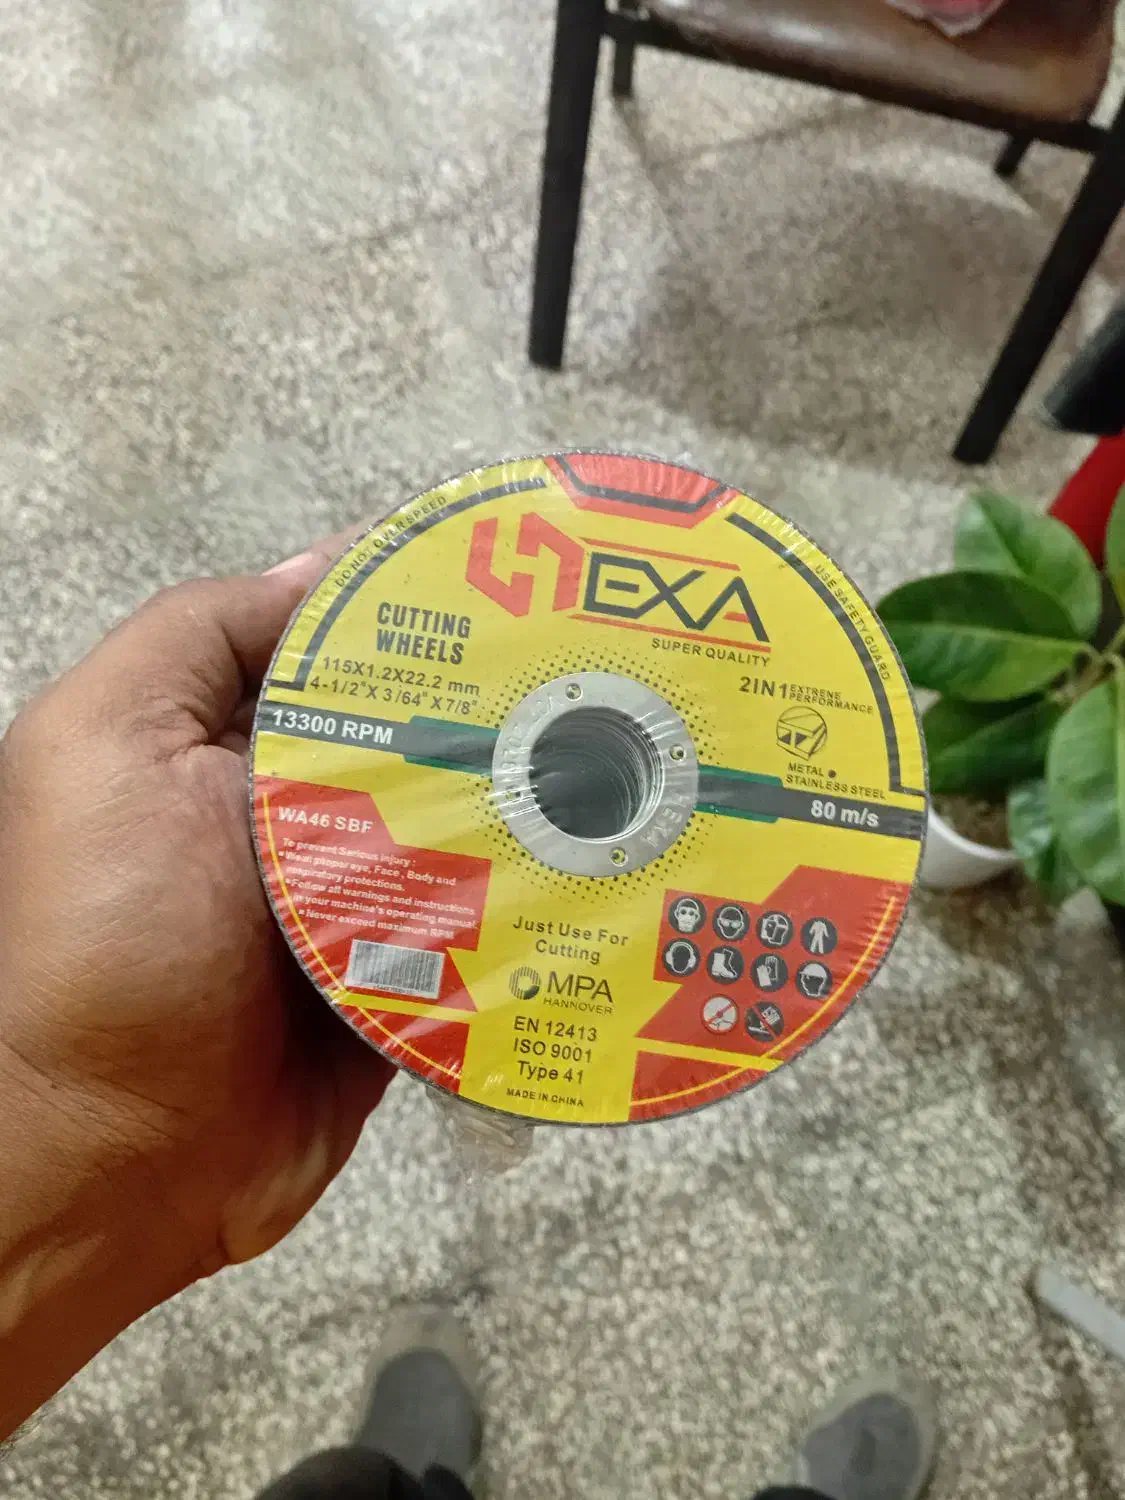 DO NOT OVER SPEED
HEXA
SUPER QUALITY
USE SAFETY GUARD
CUTTING
WHEELS
115X1.2X22.2 mm
4-1/2"X 3/64" X 7/8"
2IN1 EXTRENE
PERFORMANCE
METAL ●
STAINLESS STEEL
13300 RPM
80 m/s
HEXA
WA46 SBF
To prevent Serious injury :
• Wear proper eye, Face, Body and
respiratory protections.
• Follow all warnings and instructions
in your machine's operating manual.
• Never exceed maximum RPM
Just Use For
Cutting
MPA
HANNOVER
EN 12413
ISO 9001
Type 41
MADE IN CHINA